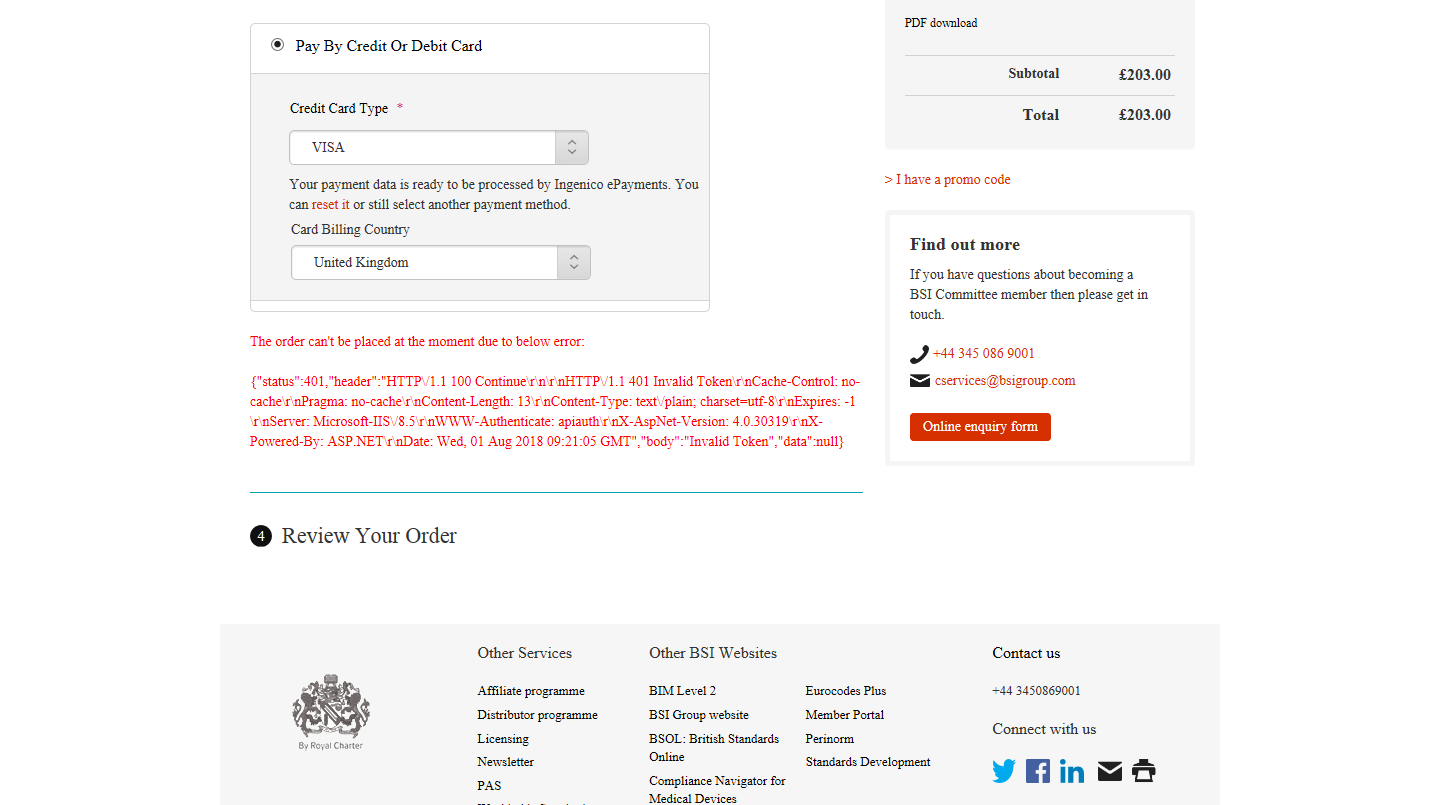 Pay By Credit Or Debit Card
Credit Card Type *
VISA
Your payment data is ready to be processed by Ingenico ePayments. You
can reset it or still select another payment method.
Card Billing Country
United Kingdom
The order can't be placed at the moment due to below error:
{"status":401,"header":"HTTP\/1.1 100 Continue\r\n\r\nHTTP\/1.1 401 Invalid Token\r\nCache-Control: no-
cache\r\nPragma: no-cache\r\nContent-Length: 13\r\nContent-Type: text\/plain; charset=utf-8\r\nExpires: -1
\r\nServer: Microsoft-IIS\/8.5\r\nWWW-Authenticate: apiauth\r\nX-AspNet-Version: 4.0.30319\r\nX-
Powered-By: ASP.NET\r\nDate: Wed, 01 Aug 2018 09:21:05 GMT","body":"Invalid Token","data":null}
4 Review Your Order
PDF download
Subtotal £203.00
Total £203.00
> I have a promo code
Find out more
If you have questions about becoming a
BSI Committee member then please get in
touch.
+44 345 086 9001
cservices@bsigroup.com
Online enquiry form
By Royal Charter
Other Services
Affiliate programme
Distributor programme
Licensing
Newsletter
PAS
Other BSI Websites
BIM Level 2
BSI Group website
BSOL: British Standards
Online
Compliance Navigator for
Medical Devices
Eurocodes Plus
Member Portal
Perinorm
Standards Development
Contact us
+44 3450869001
Connect with us